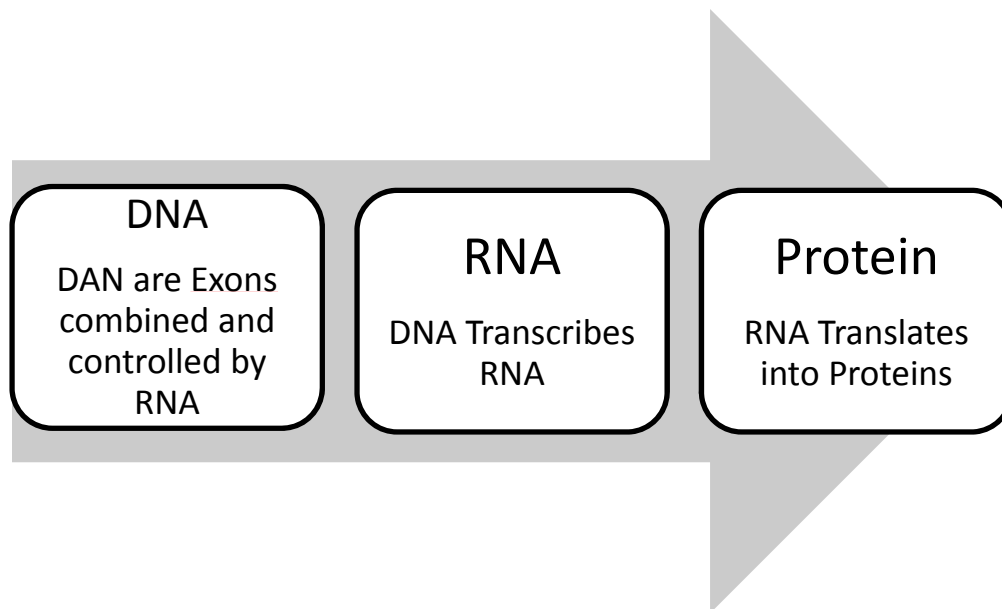 DNA
DAN are Exons
combined and
controlled by
RNA
RNA
DNA Transcribes
RNA
Protein
RNA Translates
into Proteins